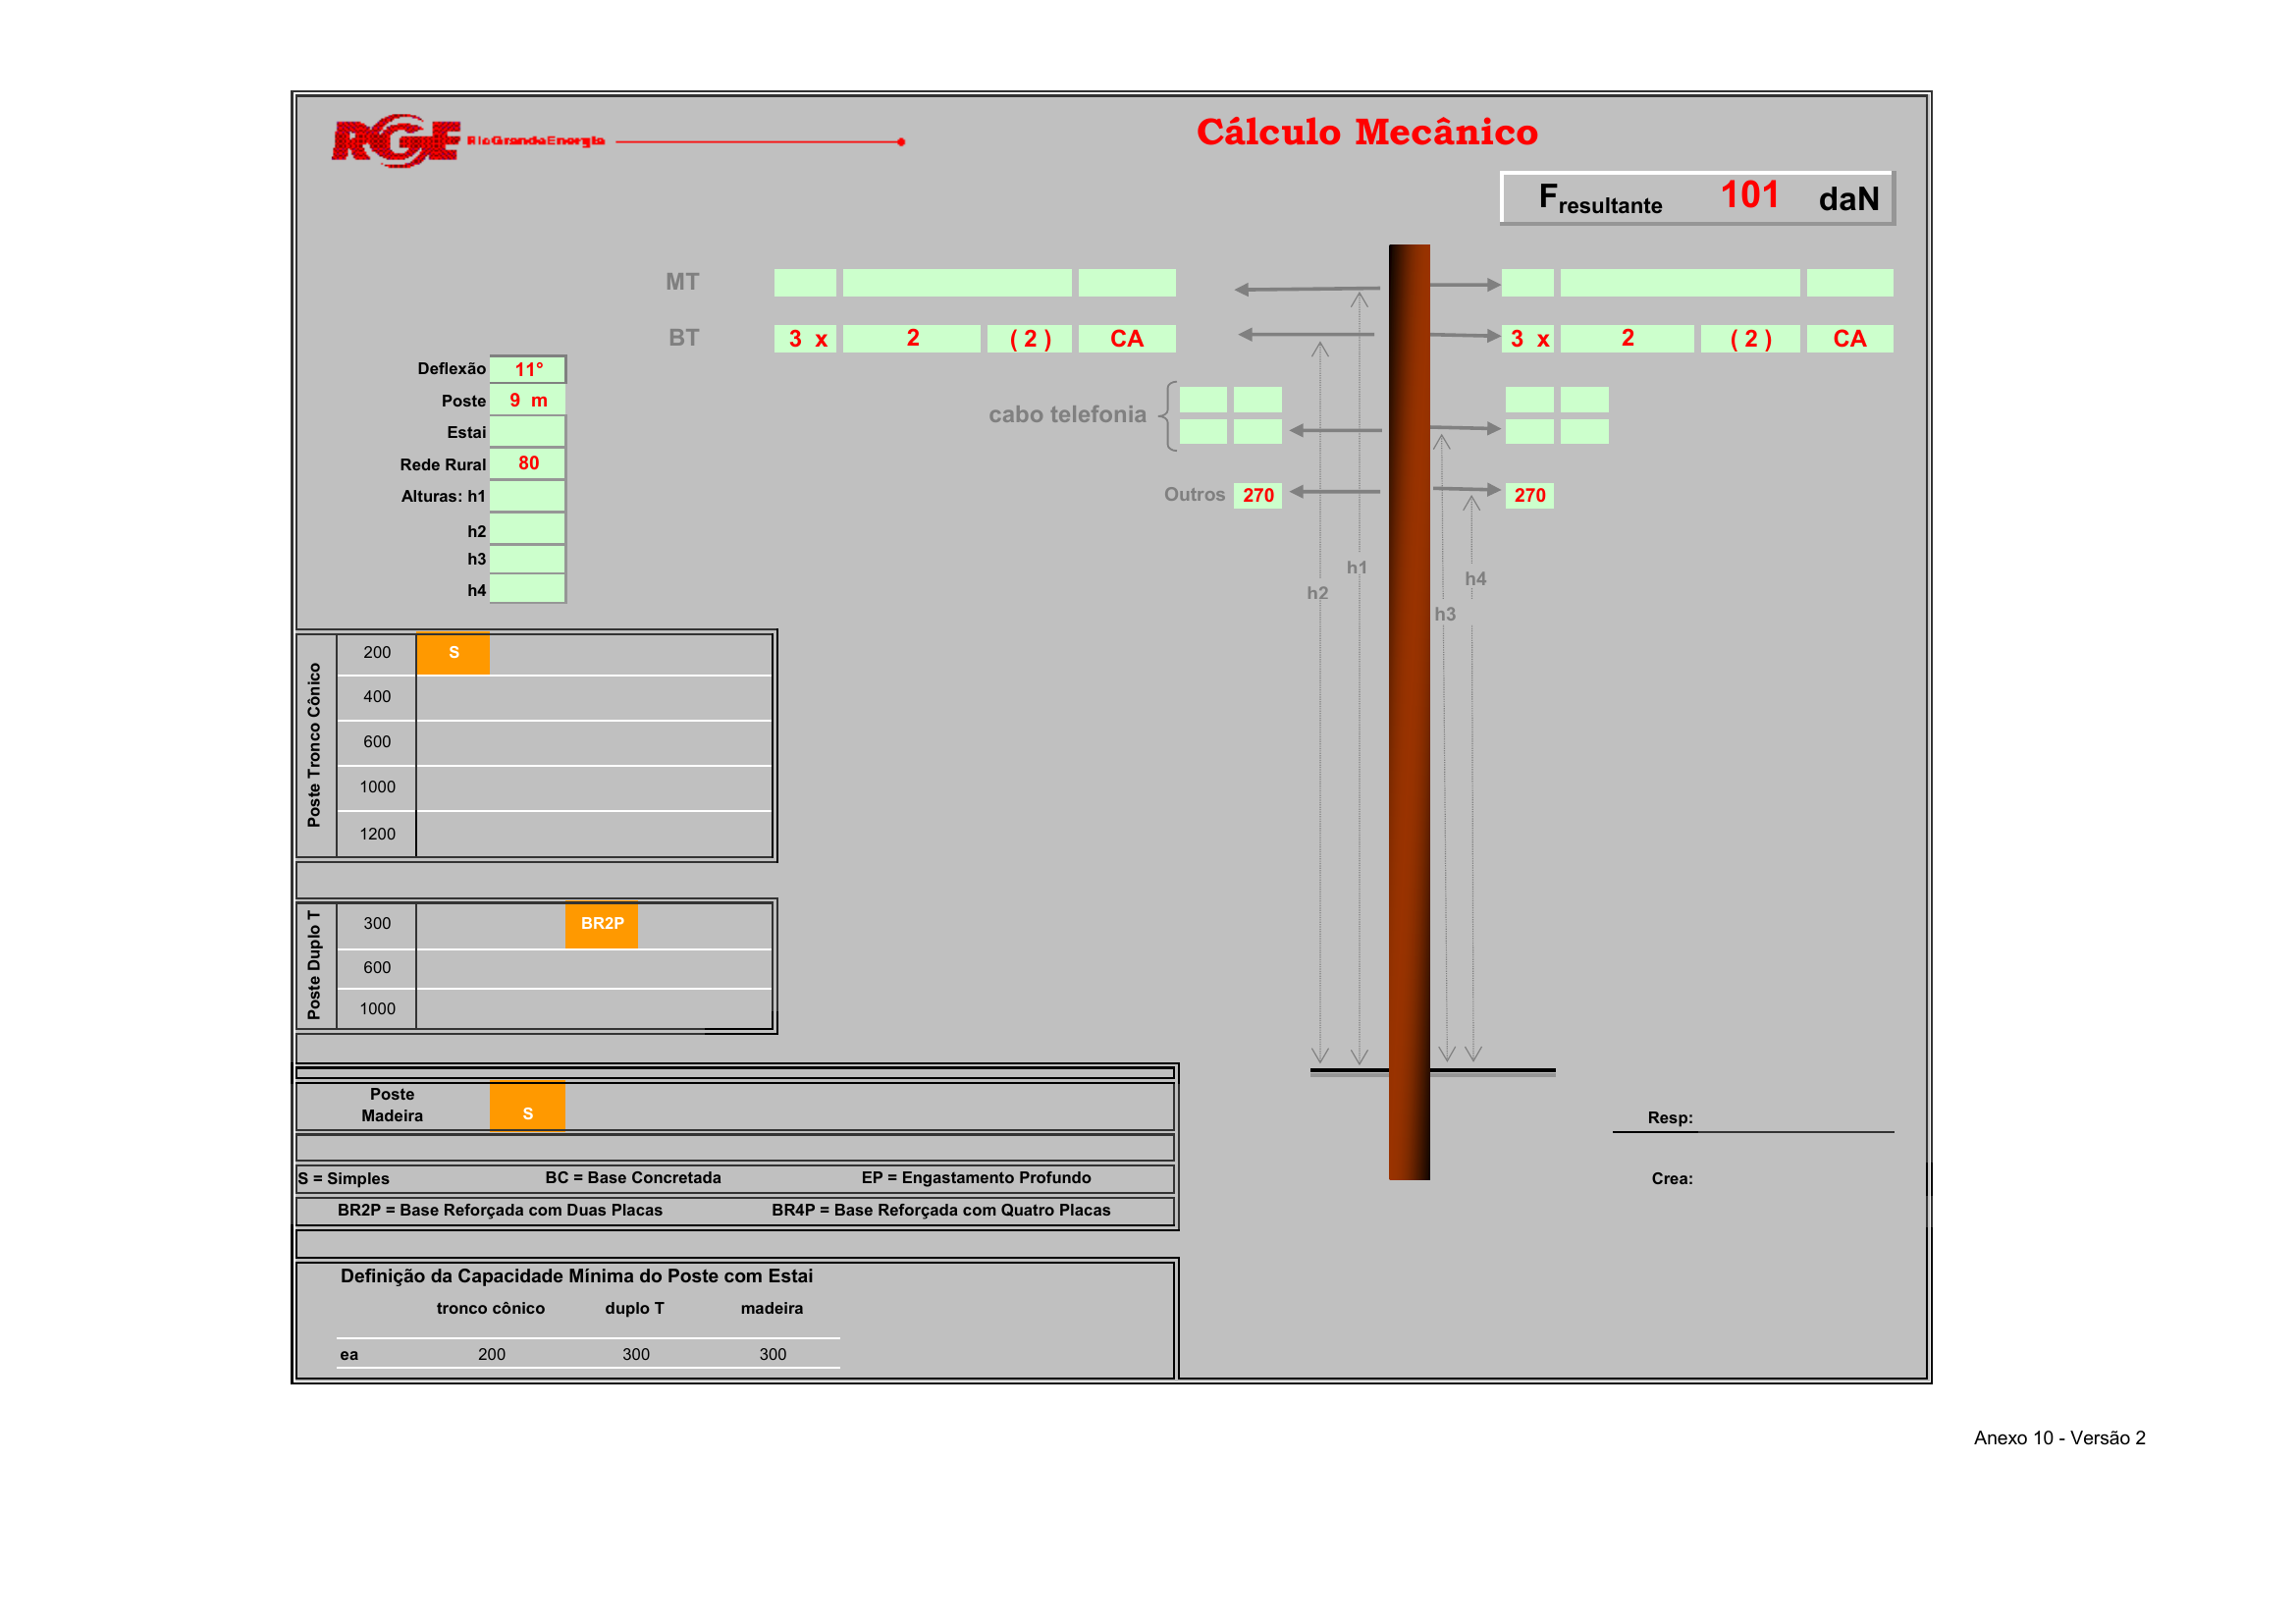 RGE RioGrandeEnergia
Cálculo Mecânico
Fresultante 101 daN
MT
BT 3 x 2 ( 2 ) CA 3 x 2 ( 2 ) CA
Deflexão 11°
Poste 9 m
cabo telefonia
Estai
Rede Rural 80
Alturas: h1
Outros 270 270
h2
h3
h4
h1
h2
h4
h3
Poste Tronco Cônico
200 S
400
600
1000
1200
Poste Duplo T
300 BR2P
600
1000
Poste
Madeira S
Resp:
S = Simples BC = Base Concretada EP = Engastamento Profundo
Crea:
BR2P = Base Reforçada com Duas Placas BR4P = Base Reforçada com Quatro Placas
Definição da Capacidade Mínima do Poste com Estai
tronco cônico duplo T madeira
ea 200 300 300
Anexo 10 - Versão 2